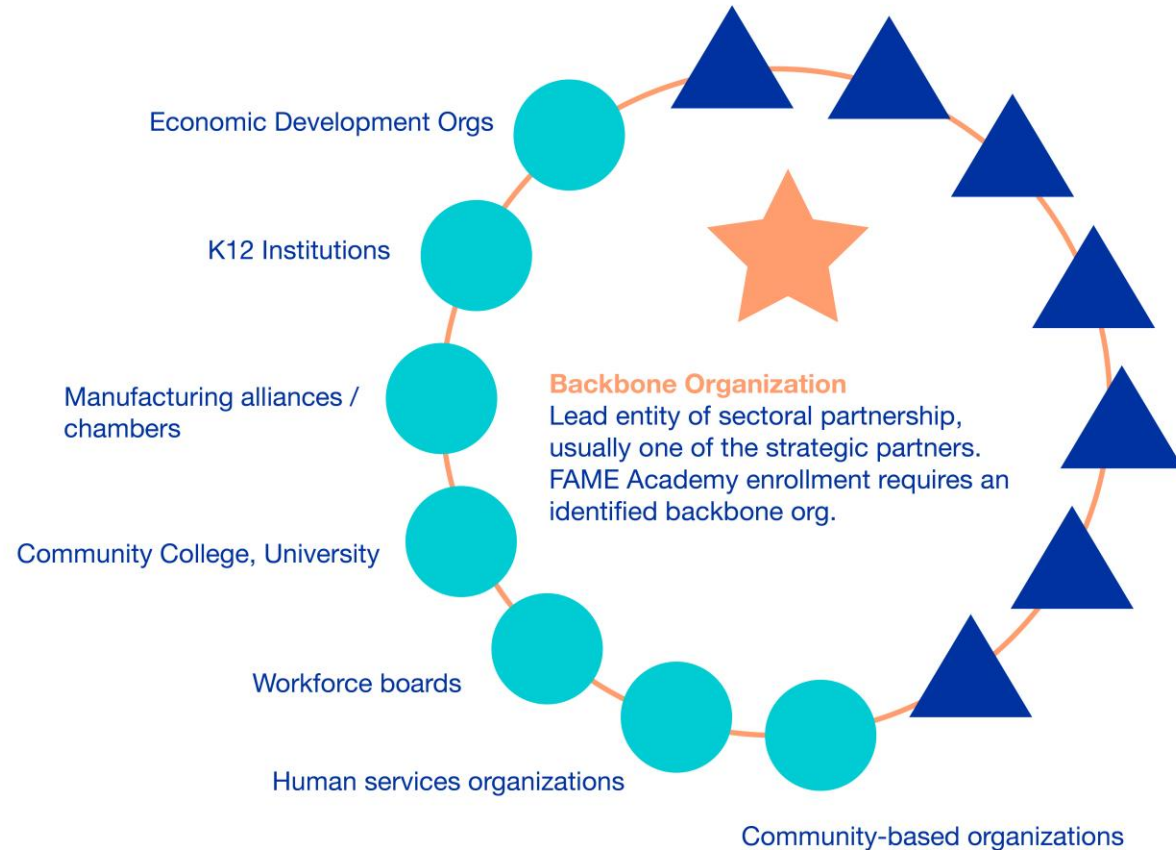 Economic Development Orgs
K12 Institutions
Manufacturing alliances /
chambers
Backbone Organization
Lead entity of sectoral partnership,
usually one of the strategic partners.
FAME Academy enrollment requires an
identified backbone org.
Community College, University
Workforce boards
Human services organizations
Community-based organizations